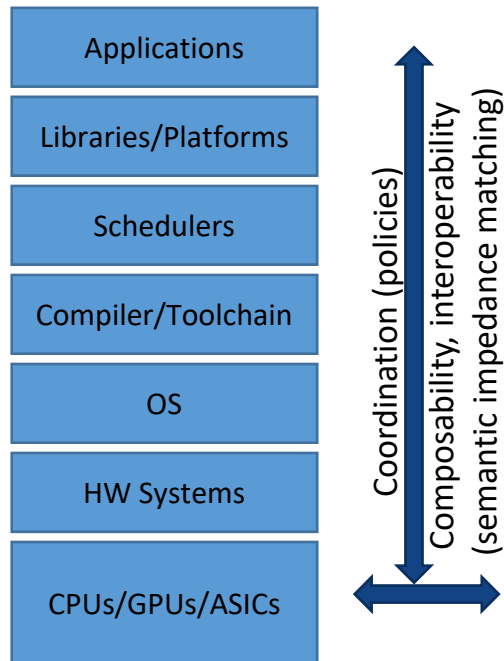 Applications
Libraries/Platforms
Schedulers
Compiler/Toolchain
OS
HW Systems
CPUs/GPUs/ASICs
Coordination (policies)
Composability, interoperability
(semantic impedance matching)